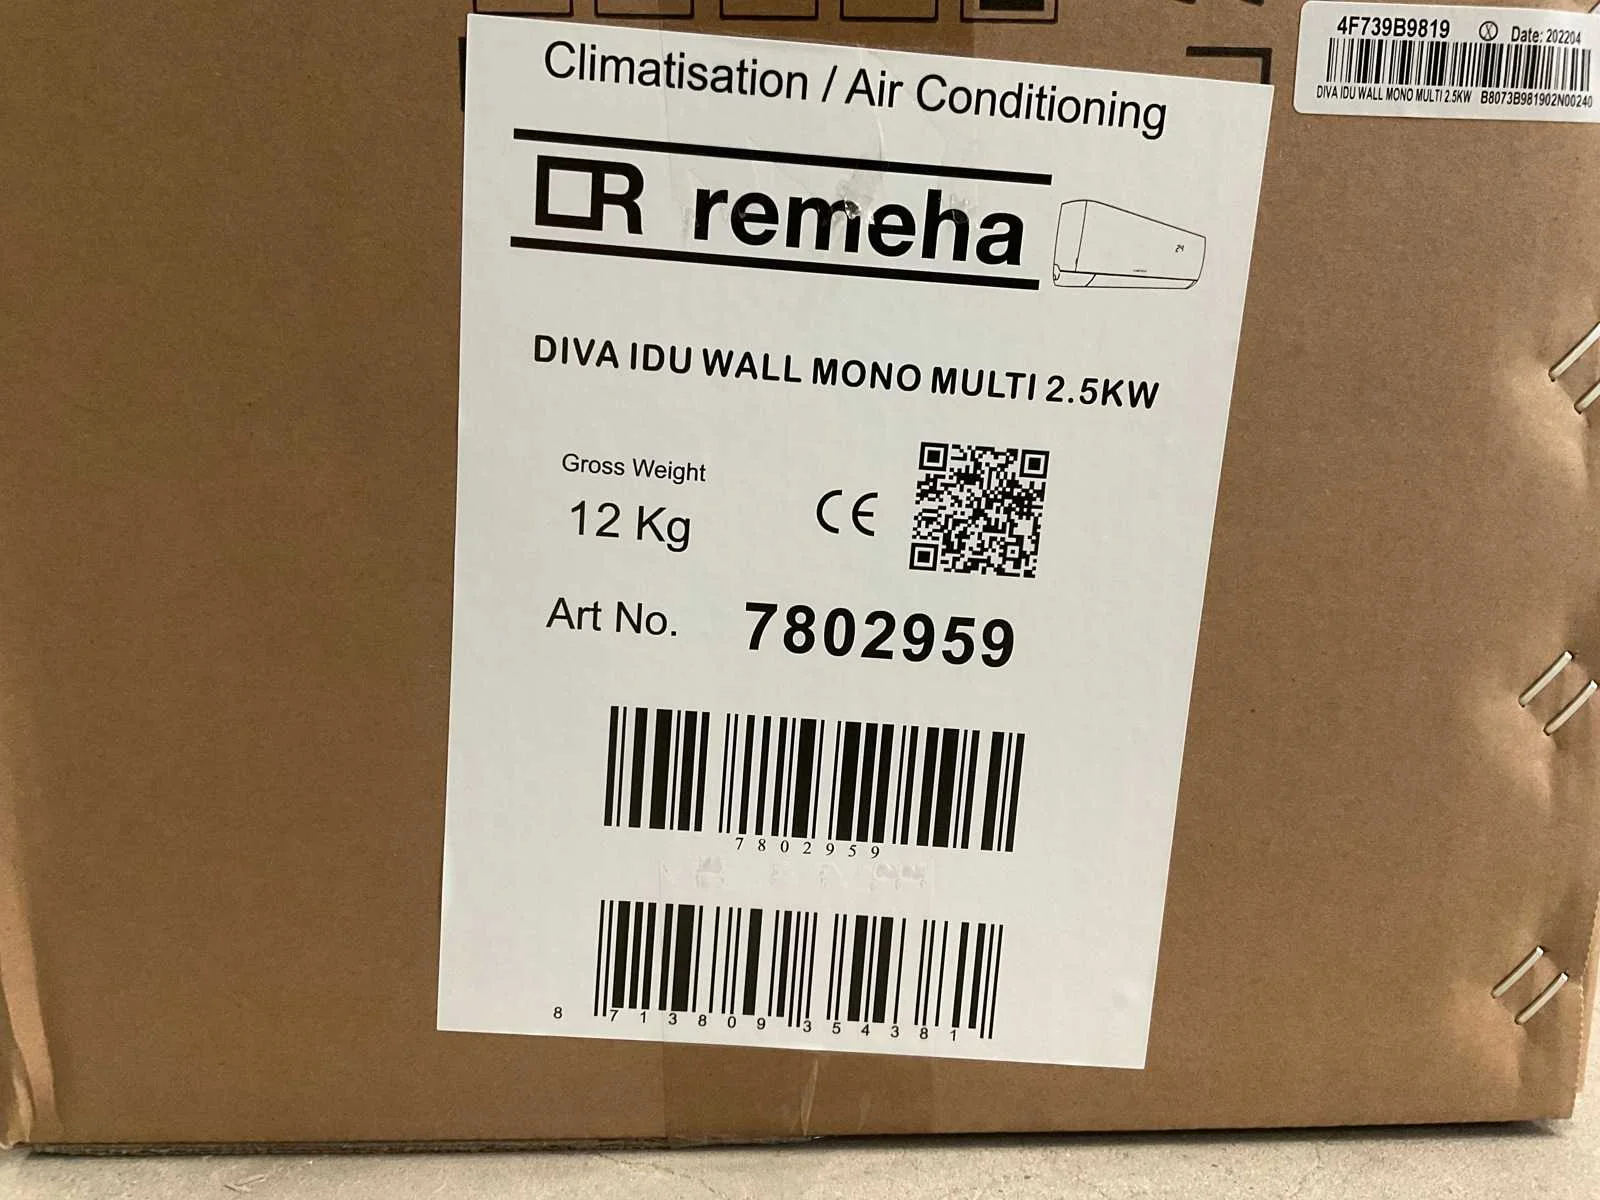 4F739B9819 Ⓧ Date: 202204
DIVA IDU WALL MONO MULTI 2.5KW B8073B981902N00240
Climatisation / Air Conditioning
R remeha
24
DIVA IDU WALL MONO MULTI 2.5KW
Gross Weight
12 Kg
CE
Art No. 7802959
7802959
8 713809 354381